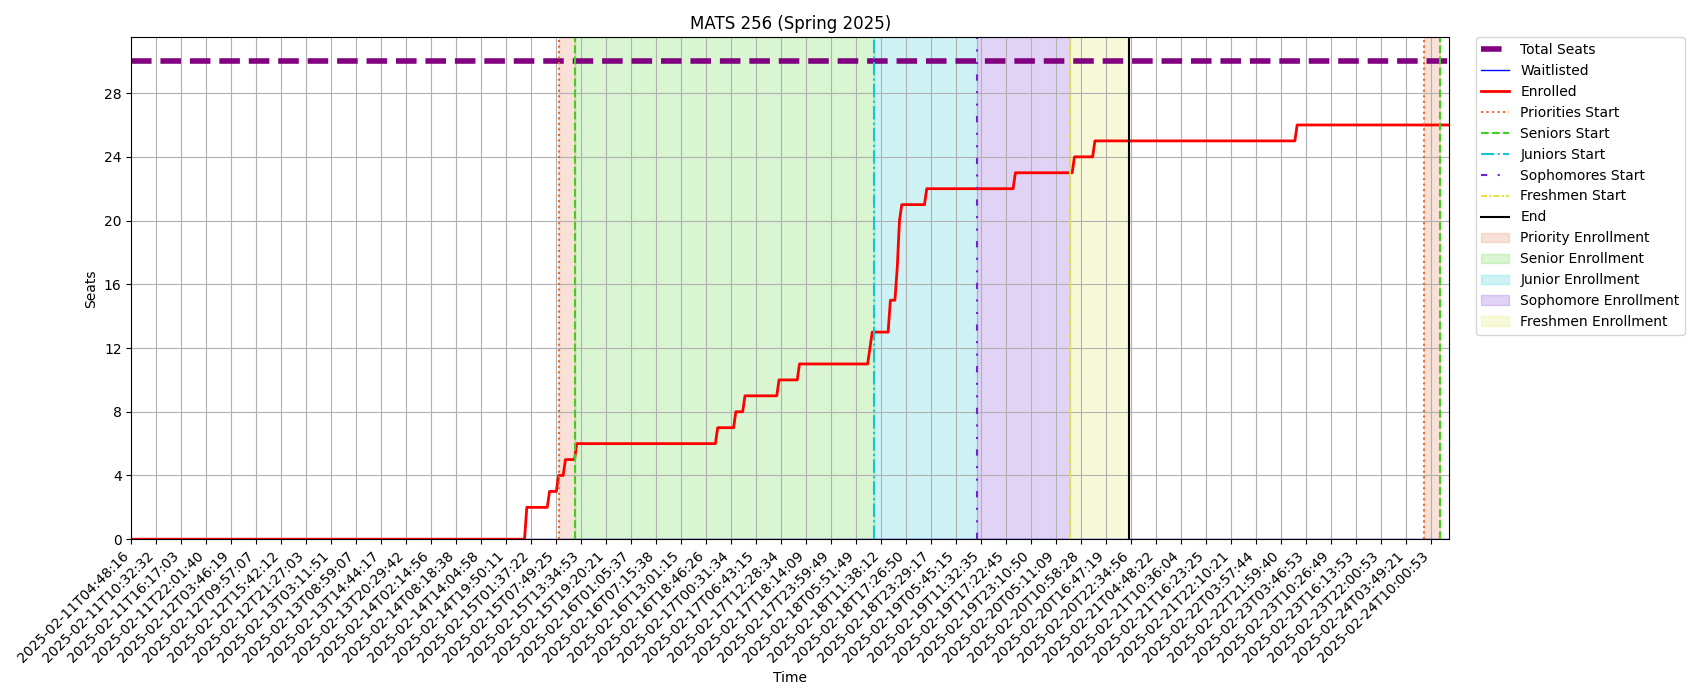 MATS 256 (Spring 2025)
Seats
28
24
20
16
12
8
4
0
2025-02-11T04:48:16
2025-02-11T10:32:32
2025-02-11T16:17:03
2025-02-11T22:01:40
2025-02-12T03:46:19
2025-02-12T09:57:07
2025-02-12T15:42:12
2025-02-12T21:27:03
2025-02-13T03:11:51
2025-02-13T08:59:07
2025-02-13T14:44:17
2025-02-13T20:29:42
2025-02-14T02:14:56
2025-02-14T08:18:38
2025-02-14T14:04:58
2025-02-14T19:50:11
2025-02-15T01:37:22
2025-02-15T07:49:25
2025-02-15T13:34:53
2025-02-15T19:20:21
2025-02-16T01:05:37
2025-02-16T07:15:38
2025-02-16T13:01:15
2025-02-16T18:46:26
2025-02-17T00:31:34
2025-02-17T06:43:15
2025-02-17T12:28:34
2025-02-17T18:14:09
2025-02-17T23:59:49
2025-02-18T05:51:49
2025-02-18T11:38:12
2025-02-18T17:26:50
2025-02-18T23:29:17
2025-02-19T05:45:15
2025-02-19T11:32:35
2025-02-19T17:22:45
2025-02-19T23:10:50
2025-02-20T05:11:09
2025-02-20T10:58:28
2025-02-20T16:47:19
2025-02-20T22:34:56
2025-02-21T04:48:22
2025-02-21T10:36:04
2025-02-21T16:23:25
2025-02-21T22:10:21
2025-02-22T03:57:44
2025-02-22T21:59:40
2025-02-23T03:46:53
2025-02-23T10:26:49
2025-02-23T16:13:53
2025-02-23T22:00:53
2025-02-24T03:49:21
2025-02-24T10:00:53
Time
Total Seats
Waitlisted
Enrolled
Priorities Start
Seniors Start
Juniors Start
Sophomores Start
Freshmen Start
End
Priority Enrollment
Senior Enrollment
Junior Enrollment
Sophomore Enrollment
Freshmen Enrollment